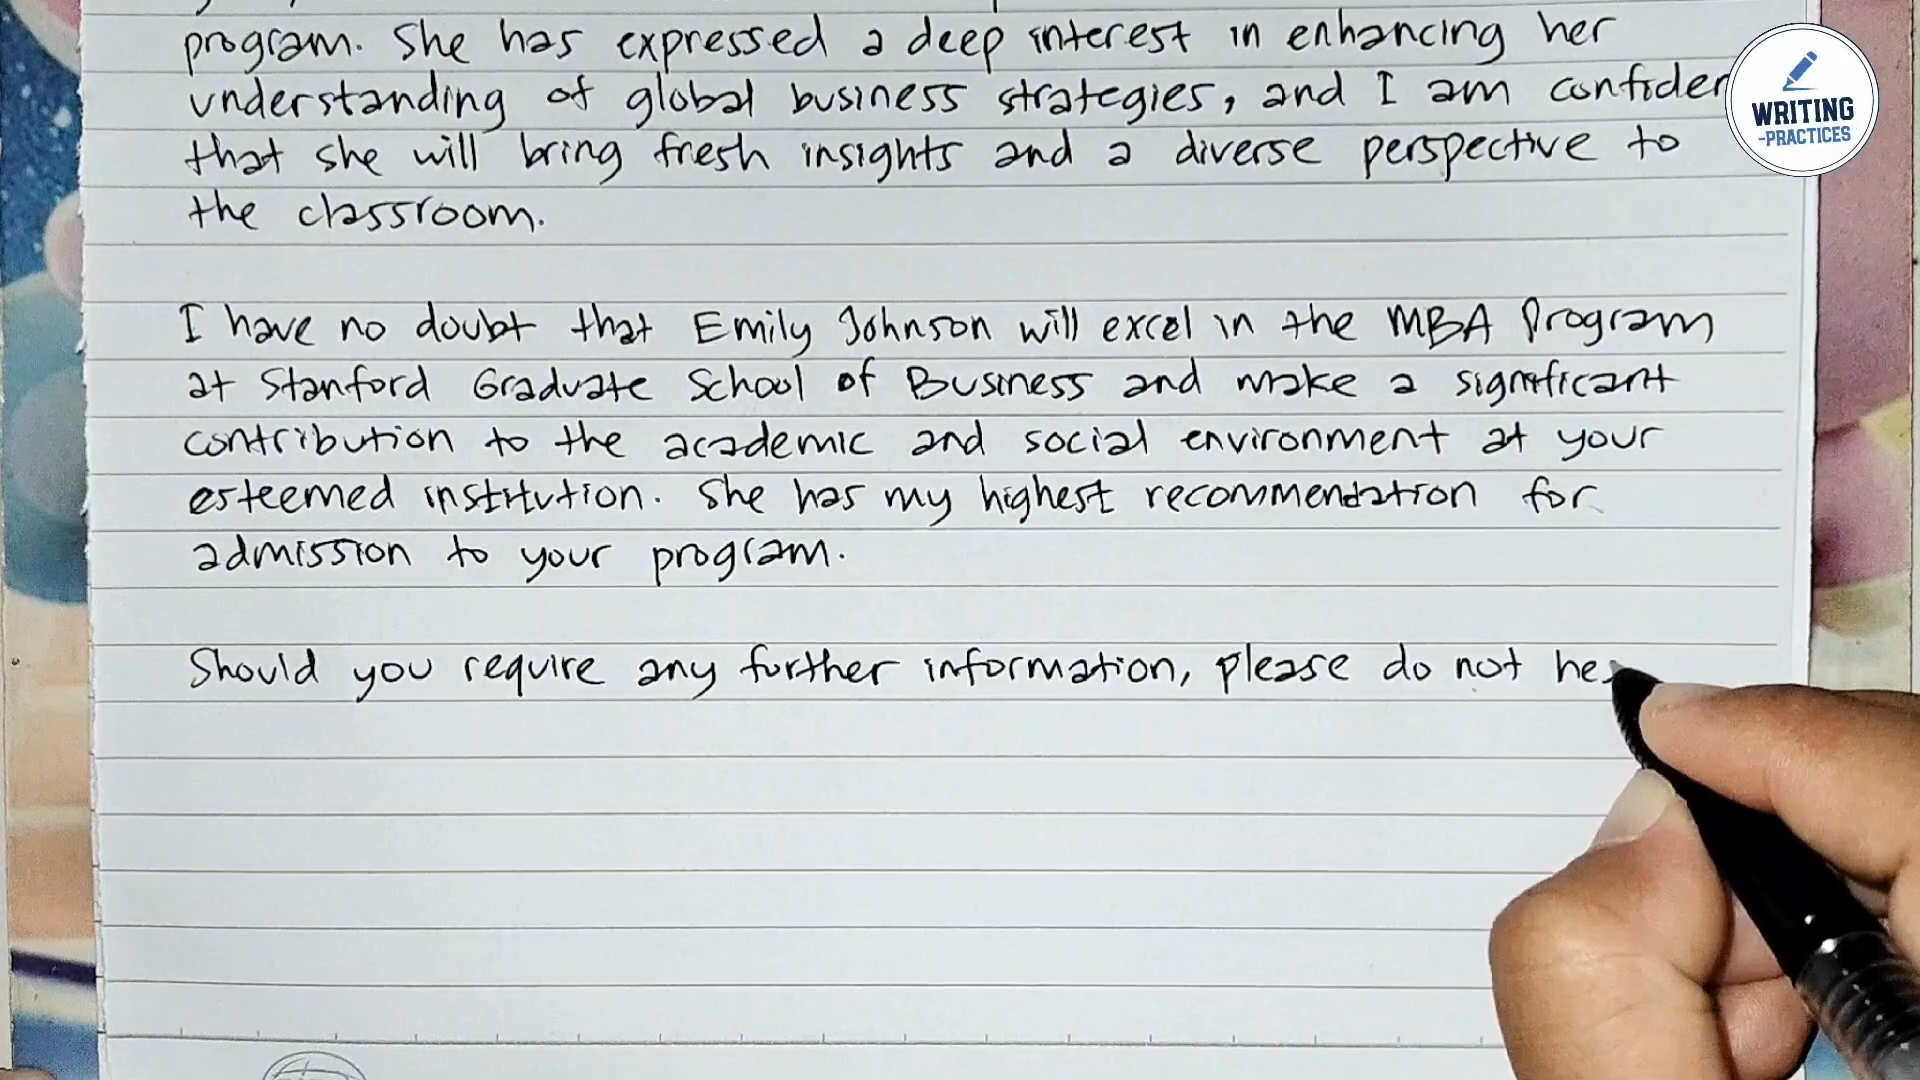 program. She has expressed a deep interest in enhancing her
understanding of global business strategies, and I am confiden
that she will bring fresh insights and a diverse perspective to
the classroom.
I have no doubt that Emily Johnson will excel in the MBA Program
at Stanford Graduate School of Business and make a significant
contribution to the academic and social environment at your
esteemed institution. She has my highest recommendation for
admission to your program.
Should you require any further information, please do not hes
WRITING
-PRACTICES